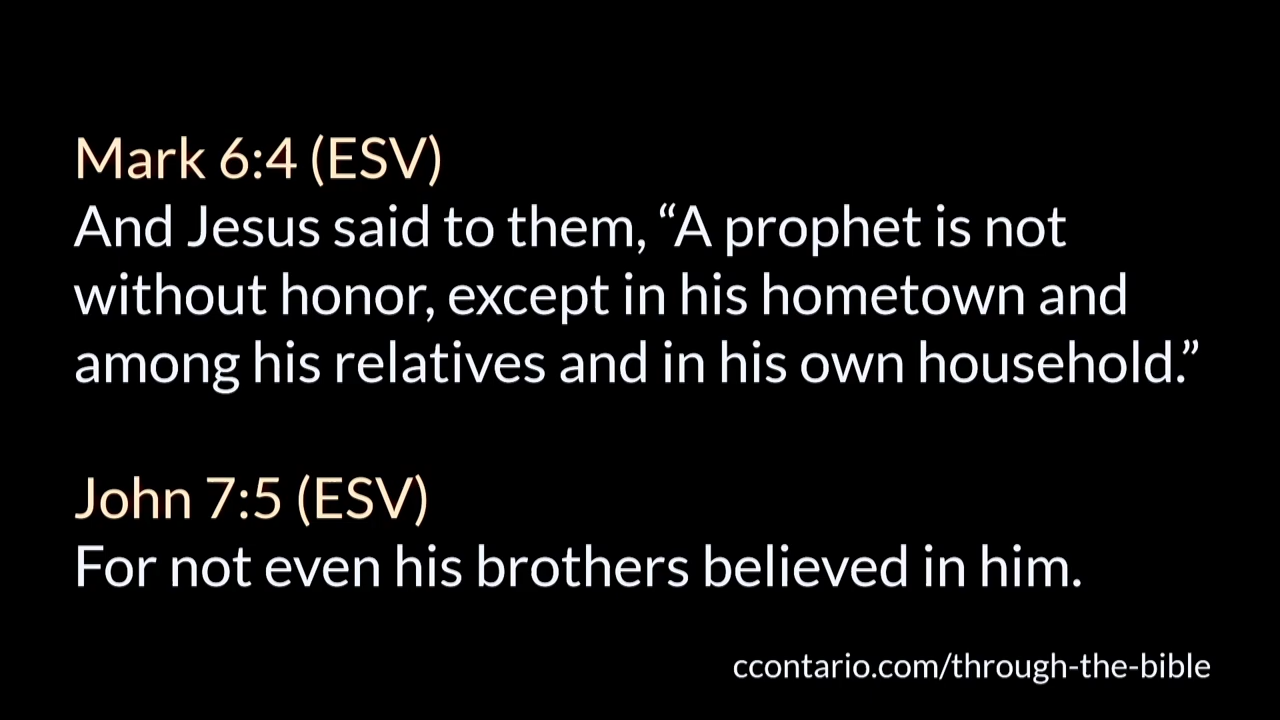 Mark 6:4 (ESV)
And Jesus said to them, “A prophet is not
without honor, except in his hometown and
among his relatives and in his own household.”
John 7:5 (ESV)
For not even his brothers believed in him.
ccontario.com/through-the-bible